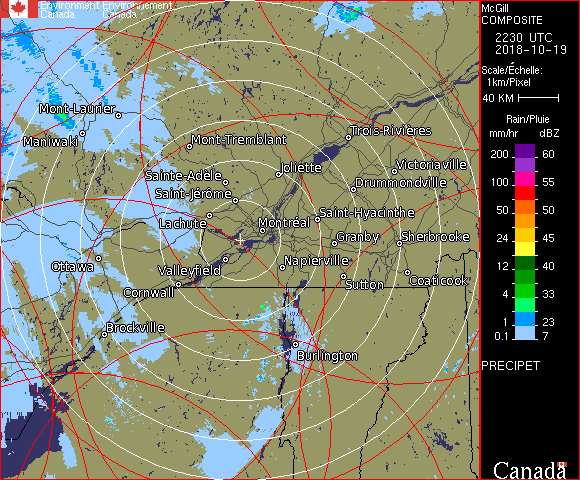 Environment Environnement
Canada Canada
McGill
COMPOSITE
2230 UTC
2018-10-19
Scale/Échelle:
1km/Pixel
40 KM
Rain/Pluie
mm/hr dBZ
200 60
100 55
50 50
24 45
12 40
4 33
1 23
0.1 7
PRECIPET
Canada
Mont-Laurier
Maniwaki
Mont-Tremblant
Trois-Rivières
Joliette
Victoriaville
Sainte-Adèle
Drummondville
Saint-Jérôme
Lachute
Saint-Hyacinthe
Montréal
Granby
Sherbrooke
Ottawa
Valleyfield
Napierville
Cornwall
Sutton
Coaticook
Brockville
Burlington